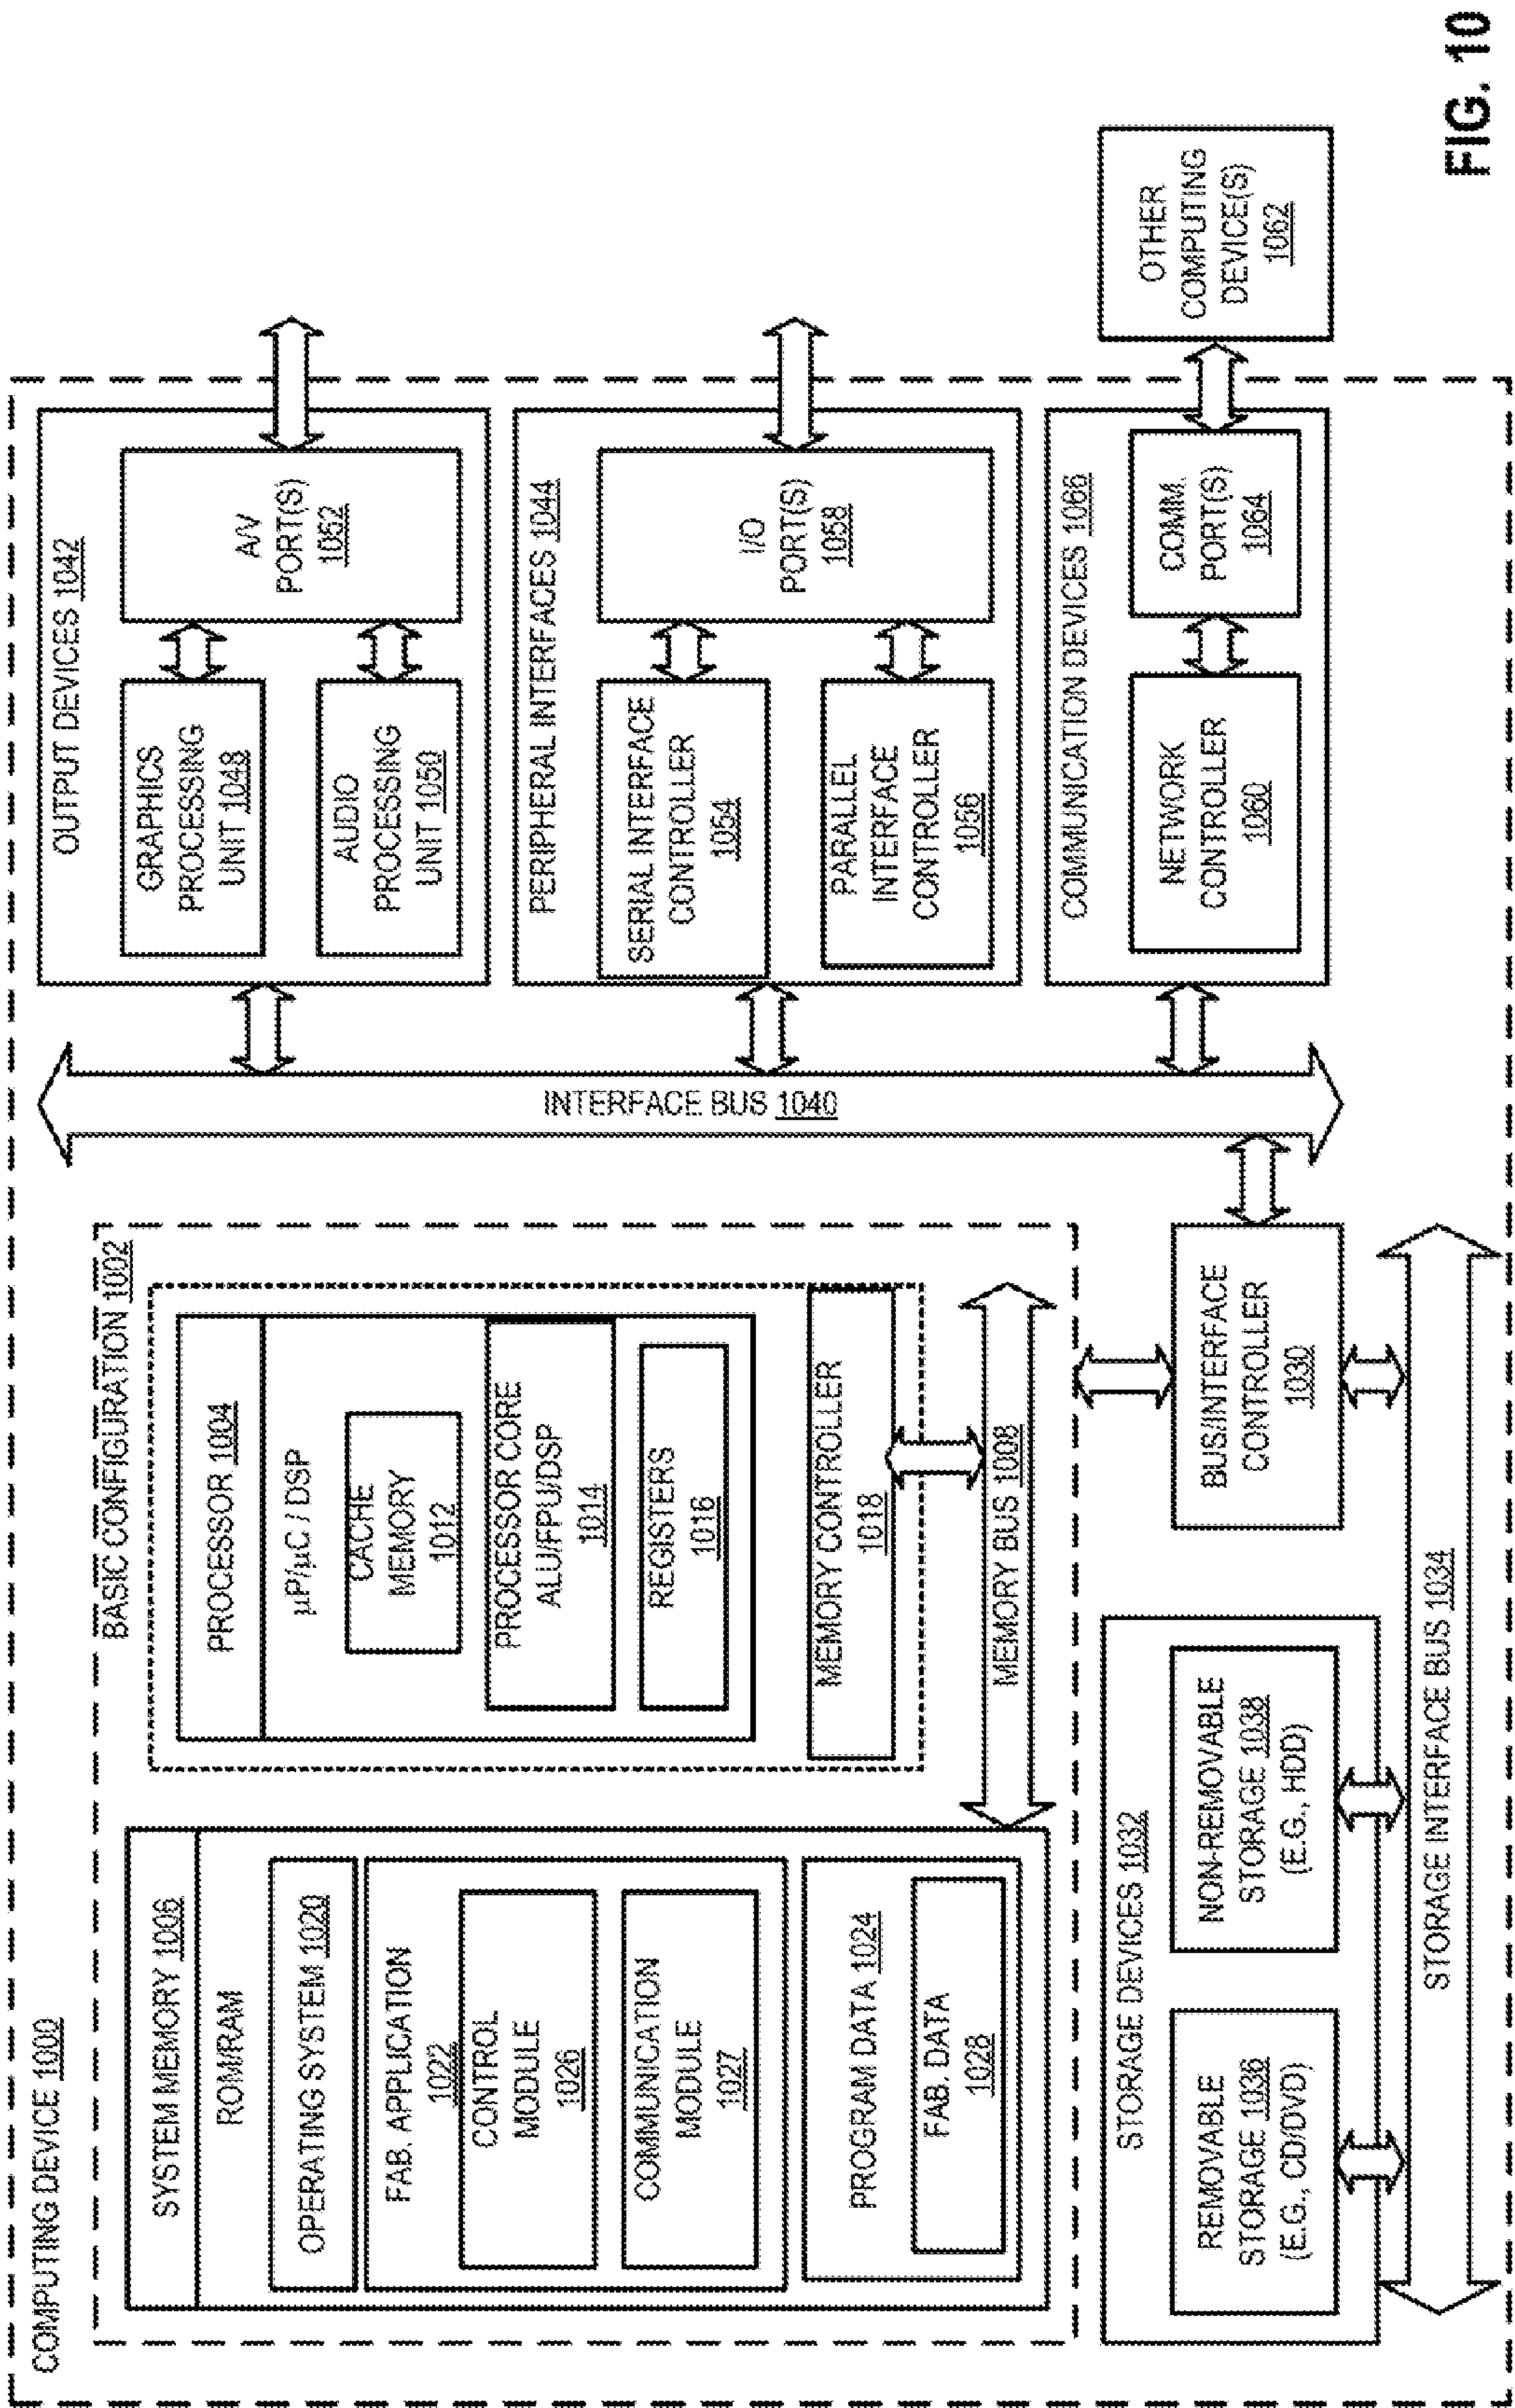 COMPUTING DEVICE 1000
BASIC CONFIGURATION 1002
SYSTEM MEMORY 1006
ROM/RAM
OPERATING SYSTEM 1020
FAB. APPLICATION
1022
CONTROL
MODULE
1026
COMMUNICATION
MODULE
1027
PROGRAM DATA 1024
FAB. DATA
1028
PROCESSOR 1004
µP/µC / DSP
CACHE
MEMORY
1012
PROCESSOR CORE
ALU/FPU/DSP
1014
REGISTERS
1016
MEMORY CONTROLLER
1018
MEMORY BUS 1008
BUS/INTERFACE
CONTROLLER
1030
STORAGE DEVICES 1032
REMOVABLE
STORAGE 1036
(E.G., CD/DVD)
NON-REMOVABLE
STORAGE 1038
(E.G., HDD)
STORAGE INTERFACE BUS 1034
INTERFACE BUS 1040
OUTPUT DEVICES 1042
GRAPHICS
PROCESSING
UNIT 1048
AUDIO
PROCESSING
UNIT 1050
A/V
PORT(S)
1052
PERIPHERAL INTERFACES 1044
SERIAL INTERFACE
CONTROLLER
1054
PARALLEL
INTERFACE
CONTROLLER
1056
I/O
PORT(S)
1058
COMMUNICATION DEVICES 1066
NETWORK
CONTROLLER
1060
COMM.
PORT(S)
1064
OTHER
COMPUTING
DEVICE(S)
1062
FIG. 10